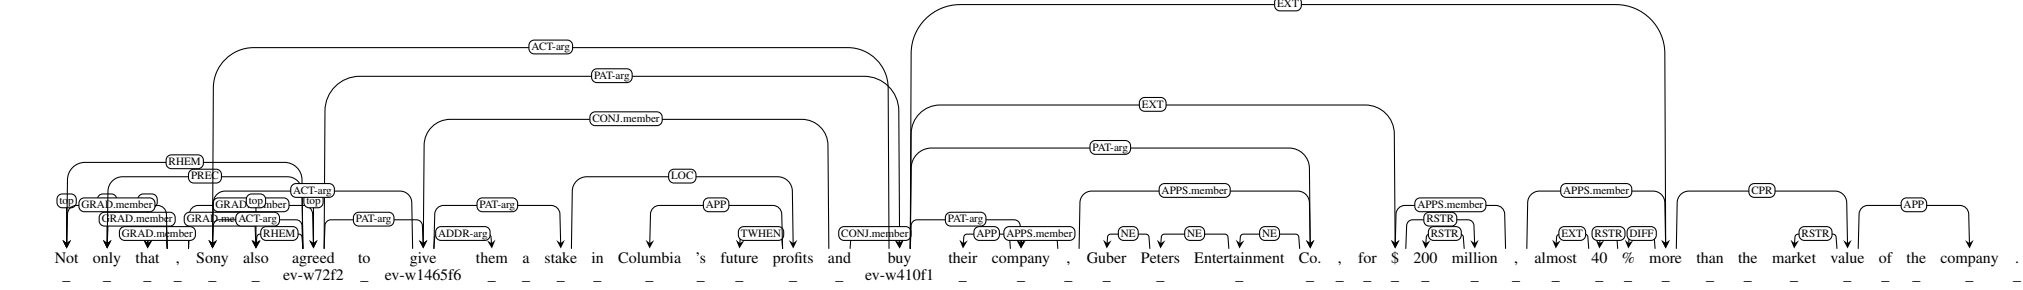 EXT
ACT-arg
PAT-arg
EXT
CONJ.member
PAT-arg
RHEM
PREC LOC
ACT-arg APPS.member APPS.member CPR
top GRAD.member top top PAT-arg APP APPS.member APP
GRAD.member ACT-arg PAT-arg PAT-arg RSTR
GRAD.member RHEM ADDR-arg TWHEN CONJ.member APP APPS.member NE NE NE RSTR EXT RSTR DIFF RSTR
Not only that , Sony also agreed to give them a stake in Columbia 's future profits and buy their company , Guber Peters Entertainment Co. , for $ 200 million , almost 40 % more than the market value of the company .
_ _ _ _ _ _ ev-w72f2 _ ev-w1465f6 _ _ _ _ _ _ _ _ _ ev-w410f1 _ _ _ _ _ _ _ _ _ _ _ _ _ _ _ _ _ _ _ _ _ _ _ _ _